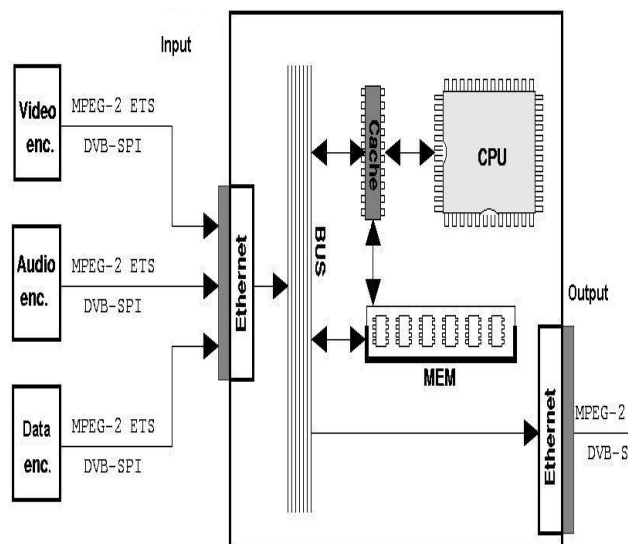 Input
Video
enc.
MPEG-2 ETS
DVB-SPI
Audio
enc.
MPEG-2 ETS
DVB-SPI
Data
enc.
MPEG-2 ETS
DVB-SPI
Ethernet
BUS
Cache
CPU
MEM
Output
Ethernet
MPEG-2
DVB-S